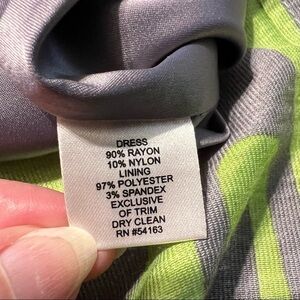 DRESS
90% RAYON
10% NYLON
LINING
97% POLYESTER
3% SPANDEX
EXCLUSIVE
OF TRIM
DRY CLEAN
RN #54163